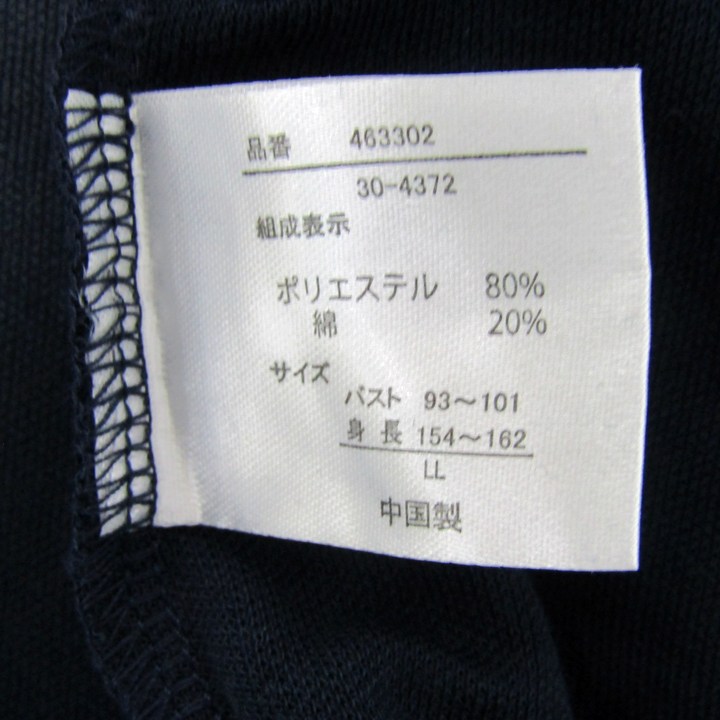 品番 463302
30-4372
組成表示
ポリエステル 80%
綿 20%
サイズ
バスト 93～101
身長 154～162
LL
中国製